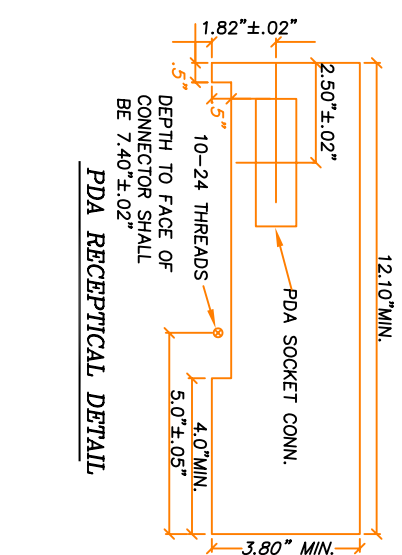 1.82"±.02"
2.50"±.02"
.5"
.5"
12.10"MIN.
PDA SOCKET CONN.
10-24 THREADS
DEPTH TO FACE OF
CONNECTOR SHALL
BE 7.40"±.02"
4.0"MIN.
5.0"±.05"
3.80" MIN.
PDA RECEPTICAL DETAIL